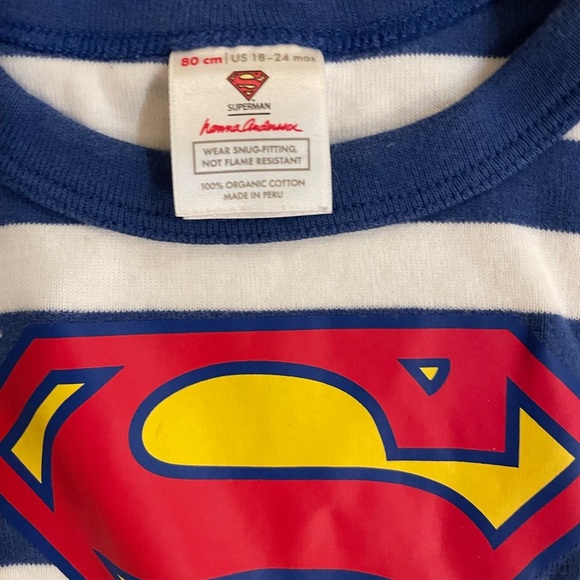 80 cm | US 18-24 mos
SUPERMAN
hanna andersson
WEAR SNUG-FITTING,
NOT FLAME RESISTANT
100% ORGANIC COTTON
MADE IN PERU